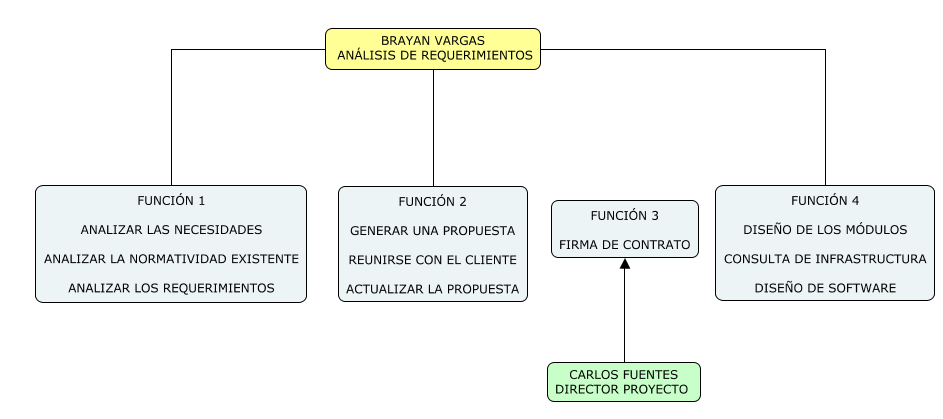 BRAYAN VARGAS
ANÁLISIS DE REQUERIMIENTOS
FUNCIÓN 1
ANALIZAR LAS NECESIDADES
ANALIZAR LA NORMATIVIDAD EXISTENTE
ANALIZAR LOS REQUERIMIENTOS
FUNCIÓN 2
GENERAR UNA PROPUESTA
REUNIRSE CON EL CLIENTE
ACTUALIZAR LA PROPUESTA
FUNCIÓN 3
FIRMA DE CONTRATO
FUNCIÓN 4
DISEÑO DE LOS MÓDULOS
CONSULTA DE INFRASTRUCTURA
DISEÑO DE SOFTWARE
CARLOS FUENTES
DIRECTOR PROYECTO